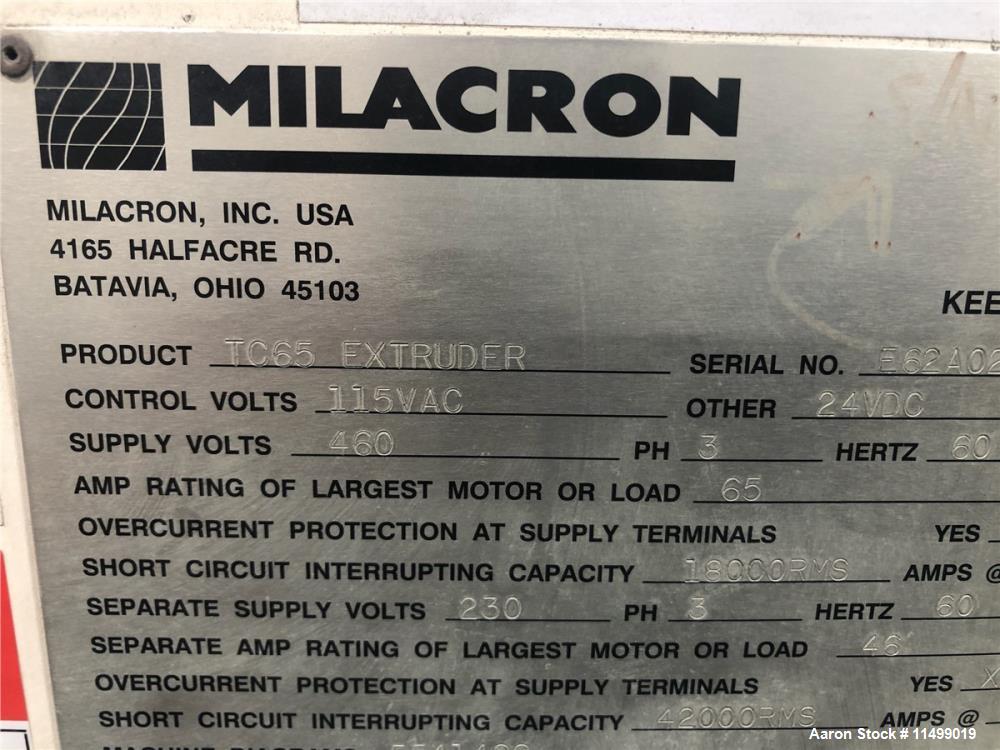 MILACRON
MILACRON, INC. USA
4165 HALFACRE RD.
BATAVIA, OHIO 45103
KEE
PRODUCT TC65 EXTRUDER SERIAL NO. E62A02
CONTROL VOLTS 115VAC OTHER 24VDC
SUPPLY VOLTS 460 PH 3 HERTZ 60
AMP RATING OF LARGEST MOTOR OR LOAD 65
OVERCURRENT PROTECTION AT SUPPLY TERMINALS YES
SHORT CIRCUIT INTERRUPTING CAPACITY 18000RMS AMPS @
SEPARATE SUPPLY VOLTS 230 PH 3 HERTZ 60
SEPARATE AMP RATING OF LARGEST MOTOR OR LOAD 46
OVERCURRENT PROTECTION AT SUPPLY TERMINALS YES X
SHORT CIRCUIT INTERRUPTING CAPACITY 42000RMS AMPS @
MACHINE DIAGRAMS
Aaron Stock # 11499019